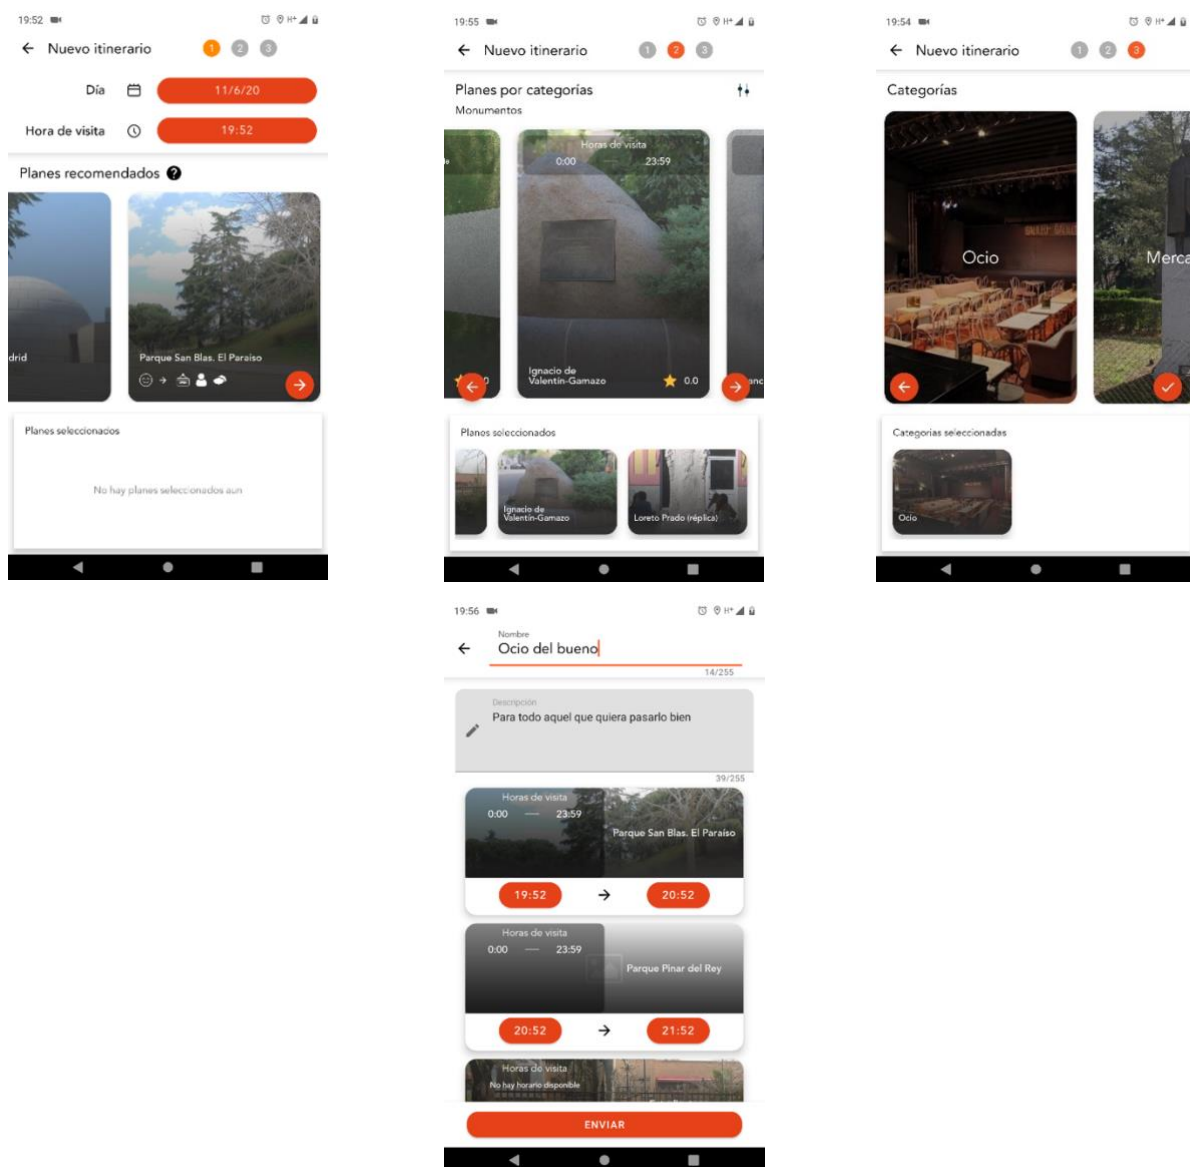 19:52
H+
Nuevo itinerario
1 2 3
Día
11/6/20
Hora de visita
19:52
Planes recomendados ?
drid
Parque San Blas. El Paraíso
Planes seleccionados
No hay planes seleccionados aun
19:55
H+
Nuevo itinerario
1 2 3
Planes por categorías
Monumentos
Horas de visita
0:00 — 23:59
Ignacio de
Valentín-Gamazo
0.0
Planes seleccionados
Ignacio de
Valentín-Gamazo
Loreto Prado (réplica)
19:54
H+
Nuevo itinerario
1 2 3
Categorías
Ocio
Merca
Categorias seleccionadas
Ocio
19:56
H+
Nombre
Ocio del bueno
14/255
Descripción
Para todo aquel que quiera pasarlo bien
39/255
Horas de visita
0:00 — 23:59
Parque San Blas. El Paraíso
19:52
20:52
Horas de visita
0:00 — 23:59
Parque Pinar del Rey
20:52
21:52
Horas de visita
No hay horario disponible
ENVIAR